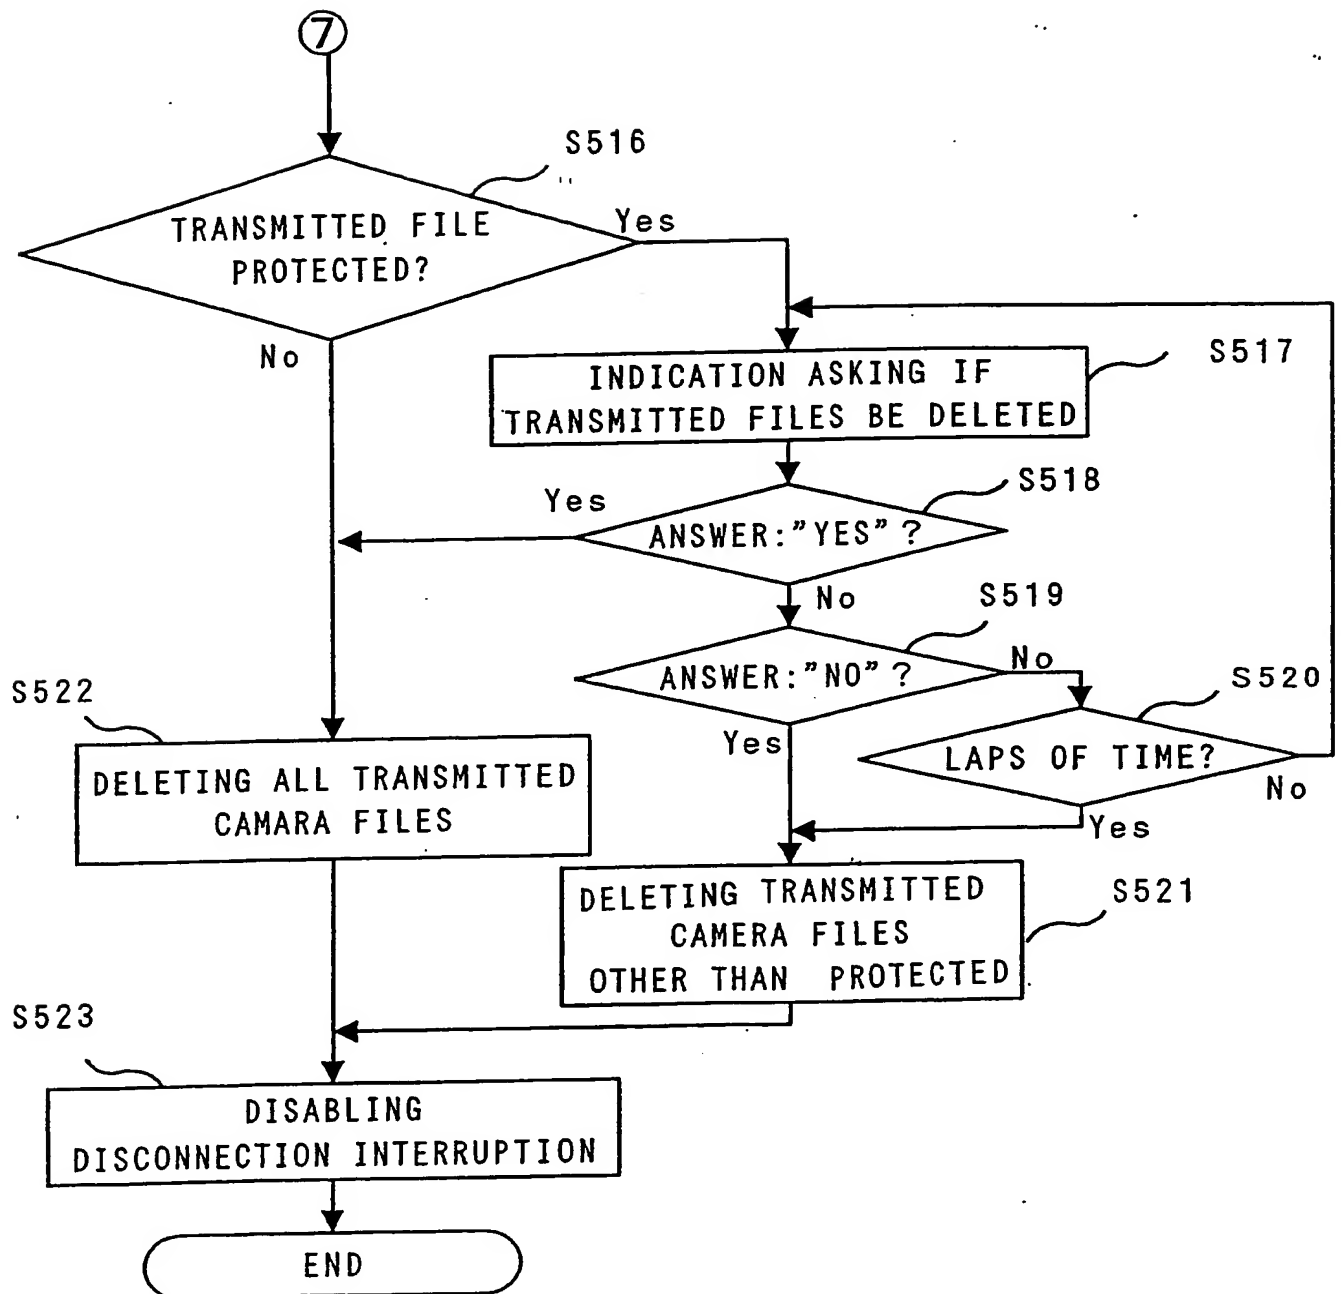 7
S516
TRANSMITTED FILE
PROTECTED?
Yes
No
S517
INDICATION ASKING IF
TRANSMITTED FILES BE DELETED
S518
Yes
ANSWER:"YES"?
No
S519
ANSWER:"NO"?
No
S520
Yes
LAPS OF TIME?
No
Yes
S522
DELETING ALL TRANSMITTED
CAMARA FILES
S521
DELETING TRANSMITTED
CAMERA FILES
OTHER THAN PROTECTED
S523
DISABLING
DISCONNECTION INTERRUPTION
END